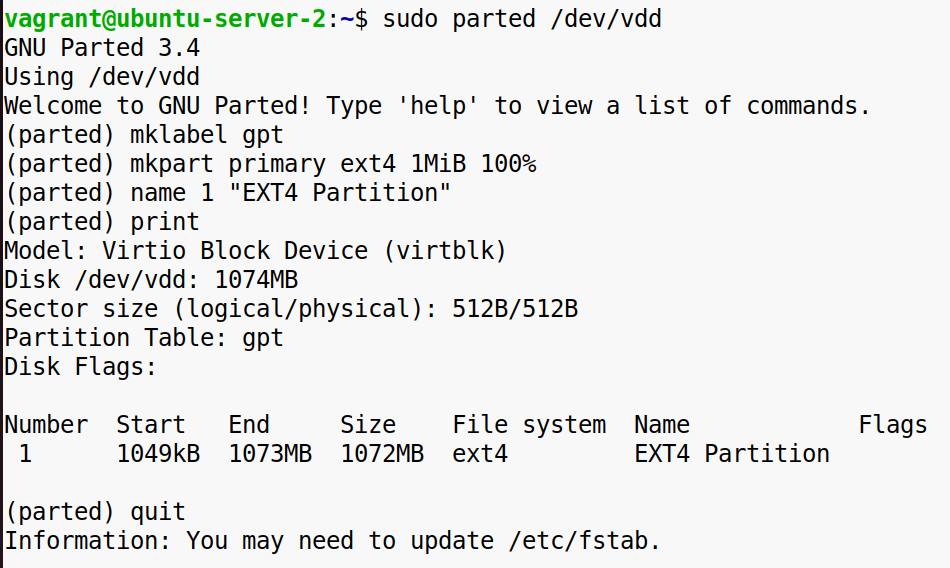 vagrant@ubuntu-server-2:~$ sudo parted /dev/vdd
GNU Parted 3.4
Using /dev/vdd
Welcome to GNU Parted! Type 'help' to view a list of commands.
(parted) mklabel gpt
(parted) mkpart primary ext4 1MiB 100%
(parted) name 1 "EXT4 Partition"
(parted) print
Model: Virtio Block Device (virtblk)
Disk /dev/vdd: 1074MB
Sector size (logical/physical): 512B/512B
Partition Table: gpt
Disk Flags:
Number  Start   End     Size    File system  Name            Flags
 1      1049kB  1073MB  1072MB  ext4         EXT4 Partition
(parted) quit
Information: You may need to update /etc/fstab.